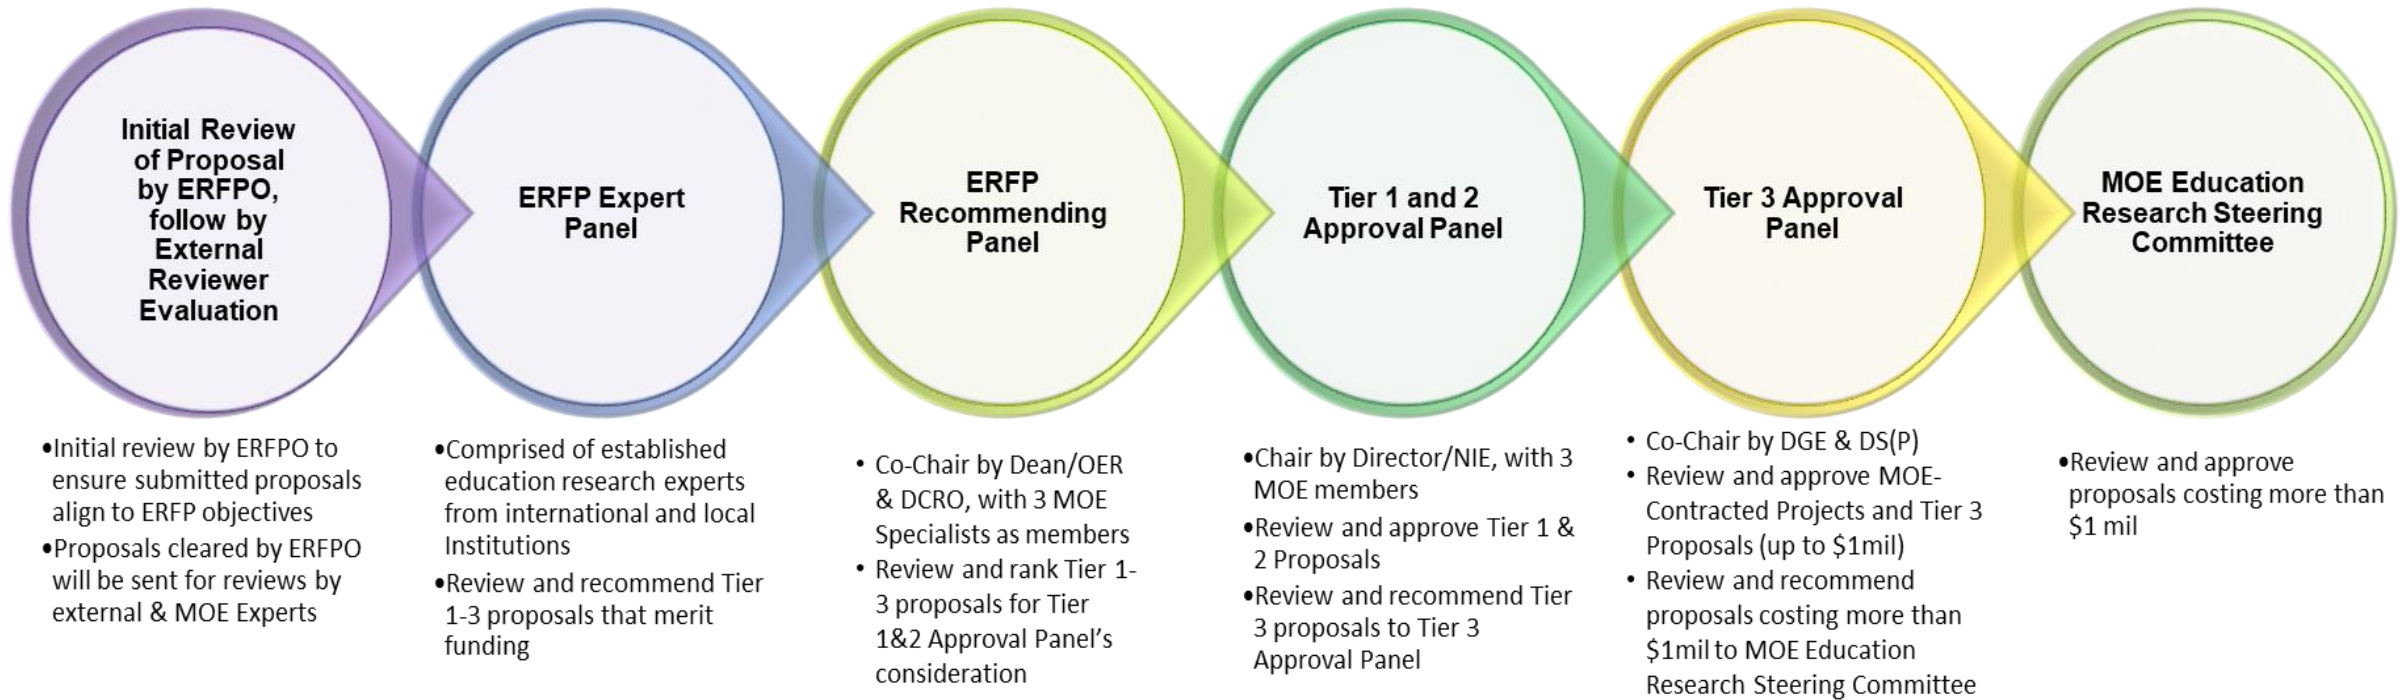 Initial Review
of Proposal
by ERFPO,
follow by
External
Reviewer
Evaluation
•Initial review by ERFPO to
ensure submitted proposals
align to ERFP objectives
•Proposals cleared by ERFPO
will be sent for reviews by
external & MOE Experts
ERFP Expert
Panel
•Comprised of established
education research experts
from international and local
Institutions
•Review and recommend Tier
1-3 proposals that merit
funding
ERFP
Recommending
Panel
• Co-Chair by Dean/OER
& DCRO, with 3 MOE
Specialists as members
• Review and rank Tier 1-
3 proposals for Tier
1&2 Approval Panel's
consideration
Tier 1 and 2
Approval Panel
•Chair by Director/NIE, with 3
MOE members
•Review and approve Tier 1 &
2 Proposals
•Review and recommend Tier
3 proposals to Tier 3
Approval Panel
Tier 3 Approval
Panel
• Co-Chair by DGE & DS(P)
• Review and approve MOE-
Contracted Projects and Tier 3
Proposals (up to $1mil)
• Review and recommend
proposals costing more than
$1mil to MOE Education
Research Steering Committee
MOE Education
Research Steering
Committee
•Review and approve
proposals costing more than
$1 mil